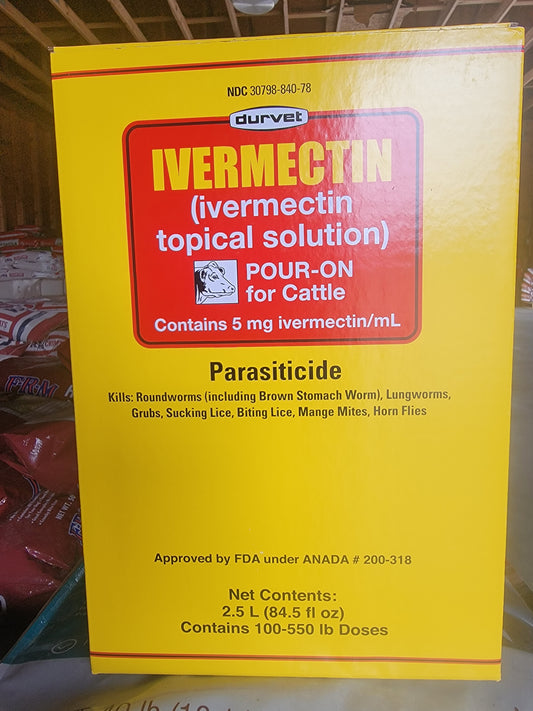 NDC 30798-840-78
durvet
IVERMECTIN
(ivermectin
topical solution)
POUR-ON
for Cattle
Contains 5 mg ivermectin/mL
Parasiticide
Kills: Roundworms (including Brown Stomach Worm), Lungworms,
Grubs, Sucking Lice, Biting Lice, Mange Mites, Horn Flies
Approved by FDA under ANADA # 200-318
Net Contents:
2.5 L (84.5 fl oz)
Contains 100-550 lb Doses